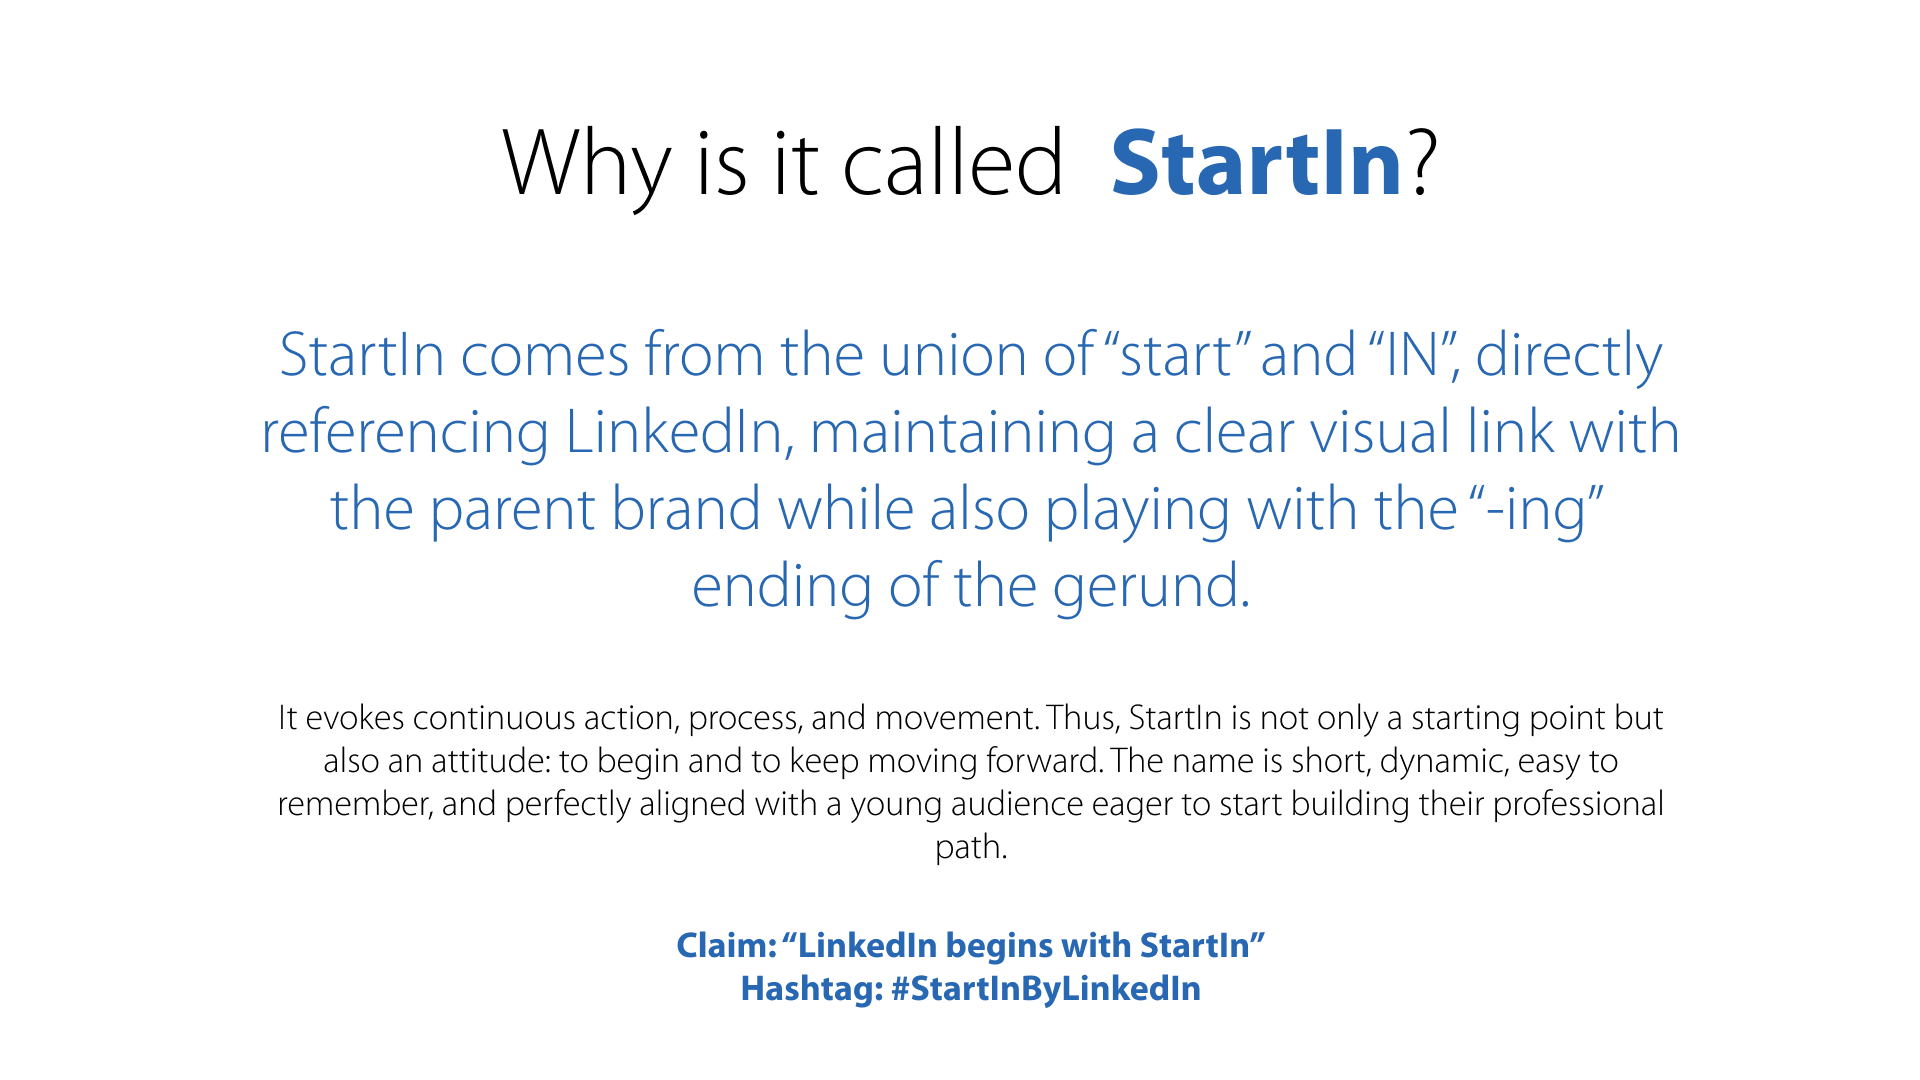 Why is it called StartIn?
StartIn comes from the union of “start” and “IN”, directly
referencing LinkedIn, maintaining a clear visual link with
the parent brand while also playing with the “-ing”
ending of the gerund.
It evokes continuous action, process, and movement. Thus, StartIn is not only a starting point but
also an attitude: to begin and to keep moving forward. The name is short, dynamic, easy to
remember, and perfectly aligned with a young audience eager to start building their professional
path.
Claim: “LinkedIn begins with StartIn”
Hashtag: #StartInByLinkedIn